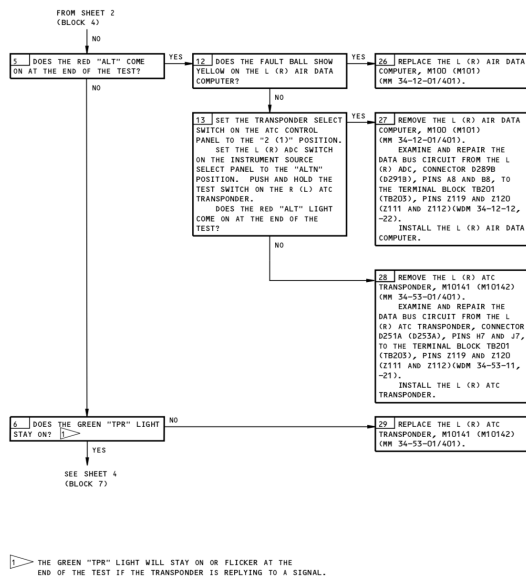 FROM SHEET 2
(BLOCK 4)
NO
5 DOES THE RED "ALT" COME
ON AT THE END OF THE TEST?
YES
12 DOES THE FAULT BALL SHOW
YELLOW ON THE L (R) AIR DATA
COMPUTER?
YES
26 REPLACE THE L (R) AIR DATA
COMPUTER, M100 (M101)
(MM 34-12-01/401).
NO
NO
13 SET THE TRANSPONDER SELECT
SWITCH ON THE ATC CONTROL
PANEL TO THE "2 (1)" POSITION.
SET THE L (R) ADC SWITCH
ON THE INSTRUMENT SOURCE
SELECT PANEL TO THE "ALTN"
POSITION. PUSH AND HOLD THE
TEST SWITCH ON THE R (L) ATC
TRANSPONDER.
DOES THE RED "ALT" LIGHT
COME ON AT THE END OF THE
TEST?
YES
27 REMOVE THE L (R) AIR DATA
COMPUTER, M100 (M101)
(MM 34-12-01/401).
EXAMINE AND REPAIR THE
DATA BUS CIRCUIT FROM THE L
(R) ADC, CONNECTOR D289B
(D291B), PINS A8 AND B8, TO
THE TERMINAL BLOCK TB201
(TB203), PINS Z119 AND Z120
(Z111 AND Z112)(WDM 34-12-12,
-22).
INSTALL THE L (R) AIR DATA
COMPUTER.
NO
28 REMOVE THE L (R) ATC
TRANSPONDER, M10141 (M10142)
(MM 34-53-01/401).
EXAMINE AND REPAIR THE
DATA BUS CIRCUIT FROM THE L
(R) ATC TRANSPONDER, CONNECTOR
D251A (D253A), PINS H7 AND J7,
TO THE TERMINAL BLOCK TB201
(TB203), PINS Z119 AND Z120
(Z111 AND Z112)(WDM 34-53-11,
-21).
INSTALL THE L (R) ATC
TRANSPONDER.
6 DOES THE GREEN "TPR" LIGHT
STAY ON? 1
NO
29 REPLACE THE L (R) ATC
TRANSPONDER, M10141 (M10142)
(MM 34-53-01/401).
YES
SEE SHEET 4
(BLOCK 7)
1 THE GREEN "TPR" LIGHT WILL STAY ON OR FLICKER AT THE
END OF THE TEST IF THE TRANSPONDER IS REPLYING TO A SIGNAL.